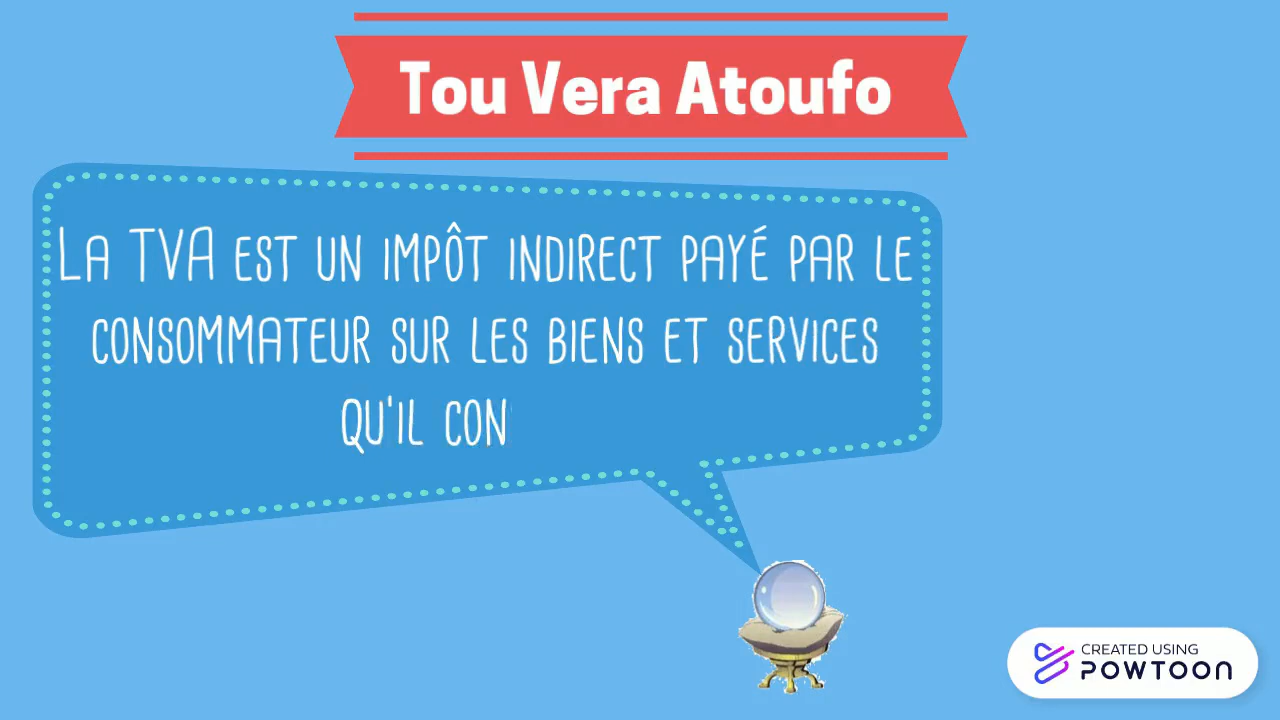 Tou Vera Atoufo
La TVA est un impôt indirect payé par le
consommateur sur les biens et services
qu'il con
CREATED USING
POWTOON